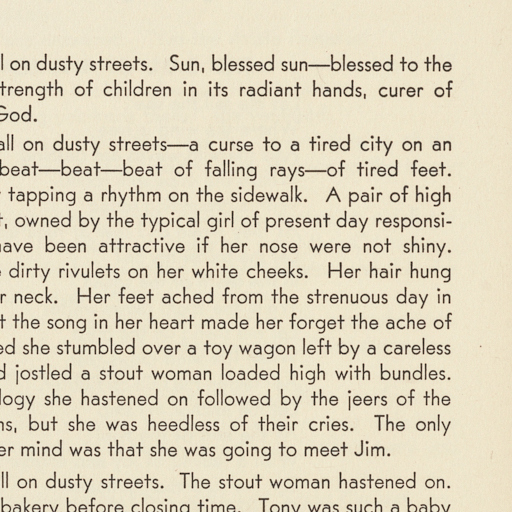 on dusty streets. Sun, blessed sun—blessed to the
of children in its radiant hands, curer of
God.
on dusty streets—a curse to a tired city on an
beat—beat—beat of falling rays—of tired feet.
tapping a rhythm on the sidewalk. A pair of high
owned by the typical girl of present day responsi-
have been attractive if her nose were not shiny.
dirty rivulets on her white cheeks. Her hair hung
neck. Her feet ached from the strenuous day in
the song in her heart made her forget the ache of
she stumbled over a toy wagon left by a careless
jostled a stout woman loaded high with bundles.
she hastened on followed by the jeers of the
but she was heedless of their cries. The only
mind was that she was going to meet Jim.
on dusty streets. The stout woman hastened on.
bakery before closing time. Tony was such a baby